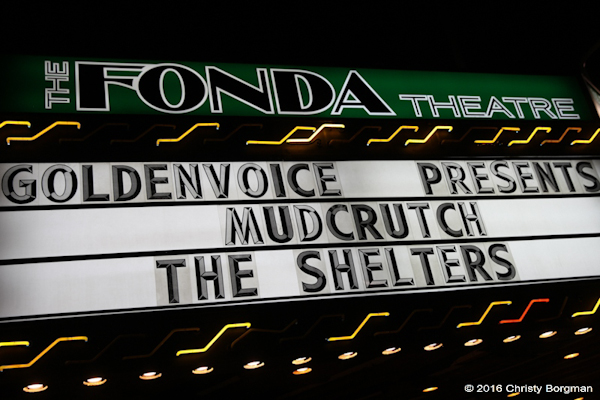 THE FONDA THEATRE
GOLDENVOICE PRESENTS
MUDCRUTCH
THE SHELTERS
© 2016 Christy Borgman